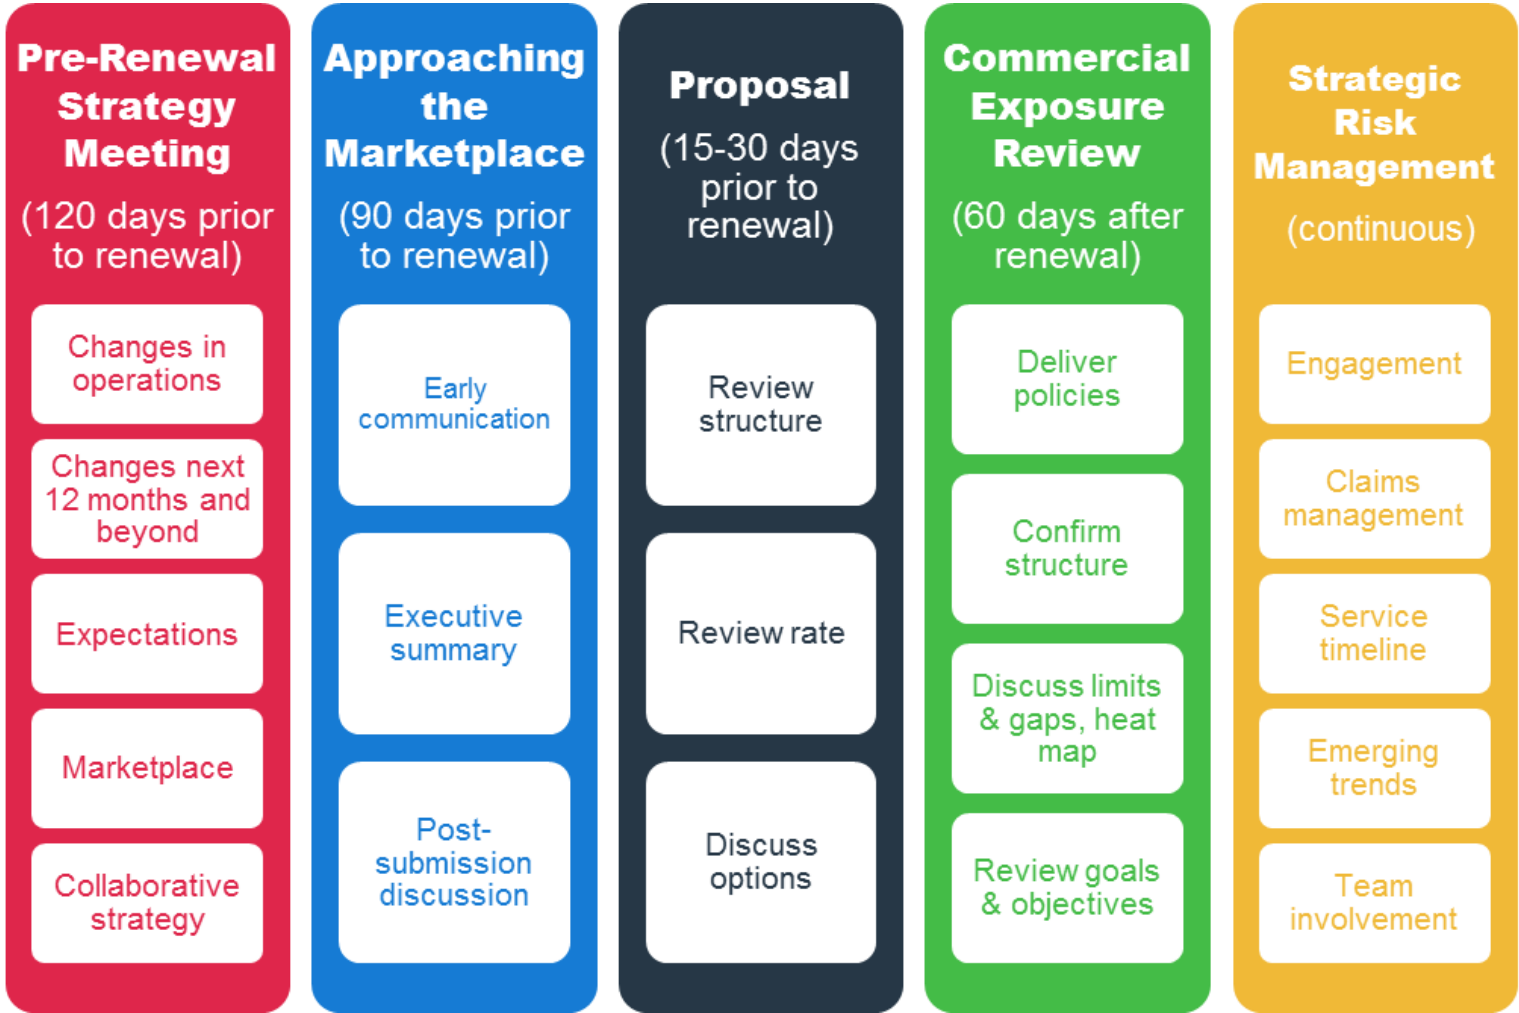 Pre-Renewal
Strategy
Meeting
(120 days prior
to renewal)
Changes in
operations
Changes next
12 months and
beyond
Expectations
Marketplace
Collaborative
strategy
Approaching
the
Marketplace
(90 days prior
to renewal)
Early
communication
Executive
summary
Post-
submission
discussion
Proposal
(15-30 days
prior to
renewal)
Review
structure
Review rate
Discuss
options
Commercial
Exposure
Review
(60 days after
renewal)
Deliver
policies
Confirm
structure
Discuss limits
& gaps, heat
map
Review goals
& objectives
Strategic
Risk
Management
(continuous)
Engagement
Claims
management
Service
timeline
Emerging
trends
Team
involvement